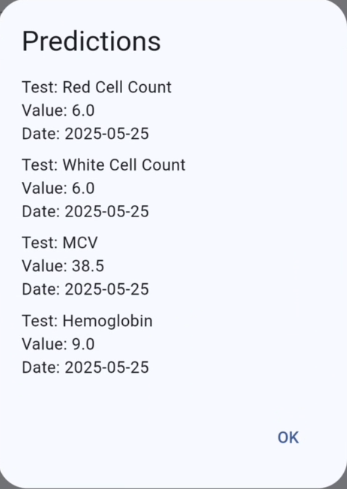 Predictions
Test: Red Cell Count
Value: 6.0
Date: 2025-05-25
Test: White Cell Count
Value: 6.0
Date: 2025-05-25
Test: MCV
Value: 38.5
Date: 2025-05-25
Test: Hemoglobin
Value: 9.0
Date: 2025-05-25
OK